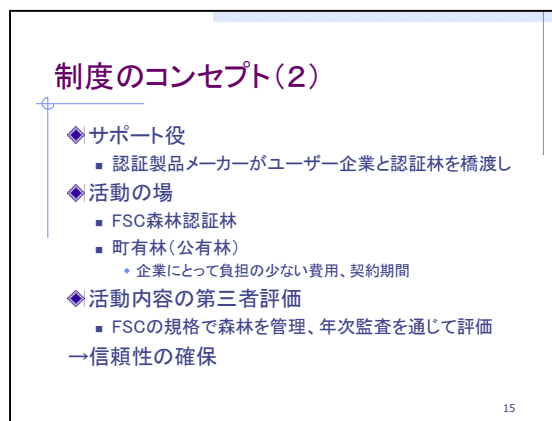 制度のコンセプト(2)
サポート役
認証製品メーカーがユーザー企業と認証林を橋渡し
活動の場
FSC森林認証林
町有林(公有林)
企業にとって負担の少ない費用、契約期間
活動内容の第三者評価
FSCの規格で森林を管理、年次監査を通じて評価
→信頼性の確保
15